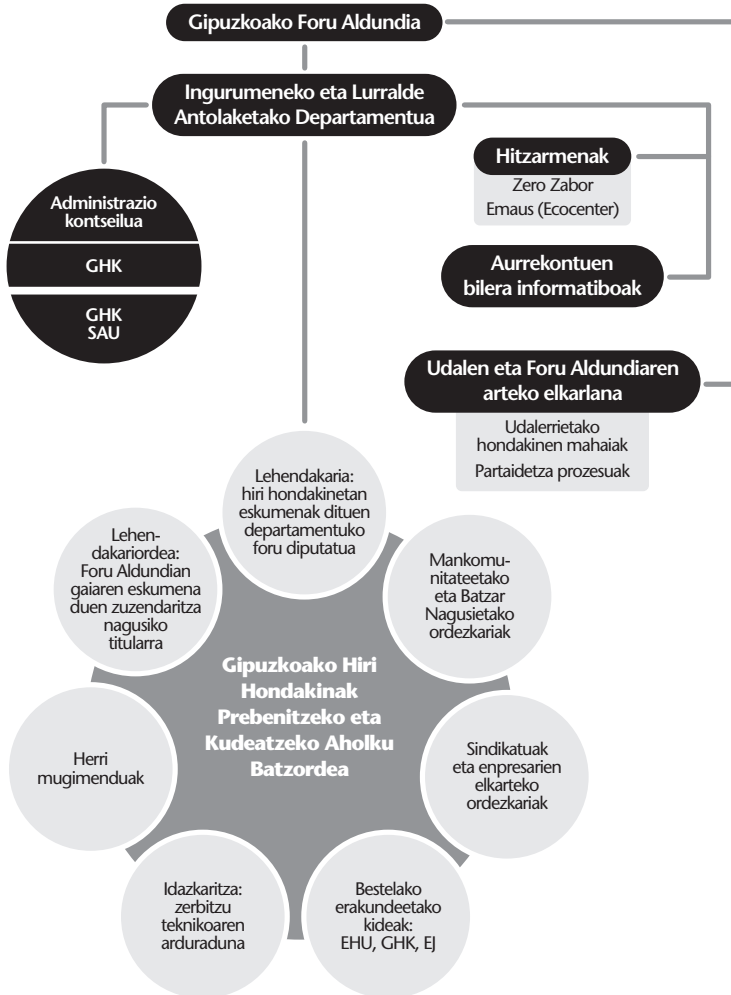 Gipuzkoako Foru Aldundia
Ingurumeneko eta Lurralde
Antolaketako Departamentua
Hitzarmenak
Zero Zabor
Emaus (Ecocenter)
Administrazio
kontseilua
GHK
GHK
SAU
Aurrekontuen
bilera informatiboak
Udalen eta Foru Aldundiaren
arteko elkarlana
Udalerrietako
hondakinen mahaiak
Partaidetza prozesuak
Lehendakaria:
hiri hondakinetan
eskumenak dituen
departamentuko
foru diputatua
Lehen-
dakariordea:
Foru Aldundian
gaiaren eskumena
duen zuzendaritza
nagusiko
titularra
Mankomu-
nitateetako
eta Batzar
Nagusietako
ordezkariak
Gipuzkoako Hiri
Hondakinak
Prebenitzeko eta
Kudeatzeko Aholku
Batzordea
Herri
mugimenduak
Sindikatuak
eta enpresarien
elkarteko
ordezkariak
Idazkaritza:
zerbitzu
teknikoaren
arduraduna
Bestelako
erakundeetako
kideak:
EHU, GHK, EJ